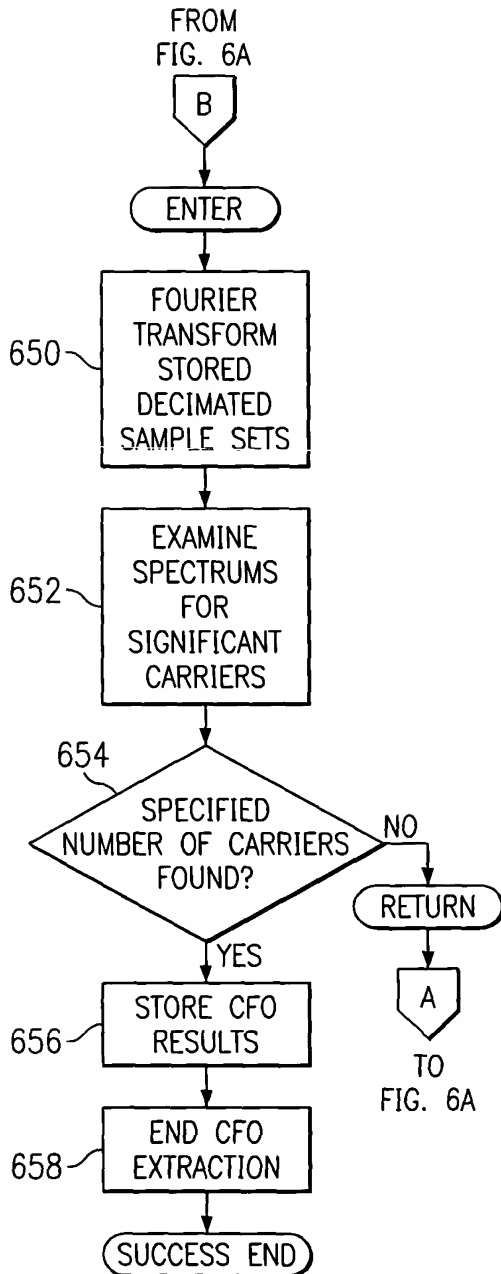 FROM
FIG. 6A
B
ENTER
650
FOURIER
TRANSFORM
STORED
DECIMATED
SAMPLE SETS
652
EXAMINE
SPECTRUMS
FOR
SIGNIFICANT
CARRIERS
654
SPECIFIED
NUMBER OF CARRIERS
FOUND?
NO
RETURN
A
TO
FIG. 6A
YES
656
STORE CFO
RESULTS
658
END CFO
EXTRACTION
SUCCESS END